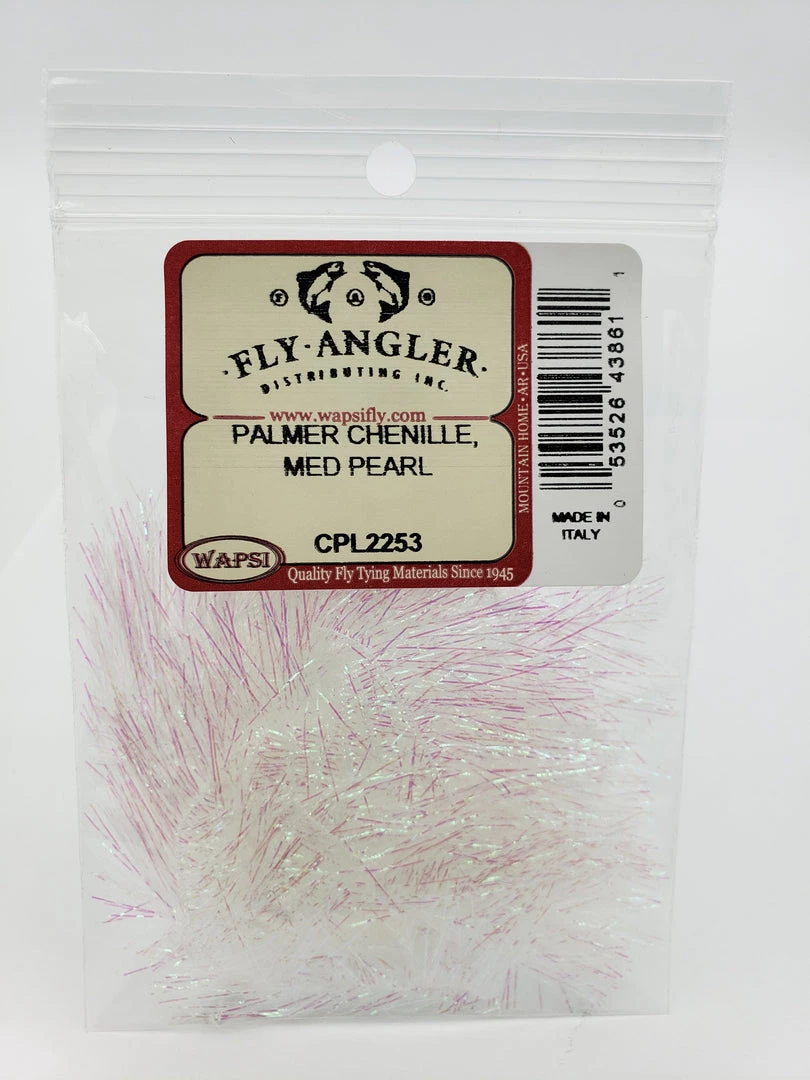 F A D
FLY·ANGLER
DISTRIBUTING INC.
www.wapsifly.com
PALMER CHENILLE,
MED PEARL
CPL2253
WAPSI
Quality Fly Tying Materials Since 1945
MOUNTAIN HOME·AR·USA
0 53526 43861 1
MADE IN
ITALY